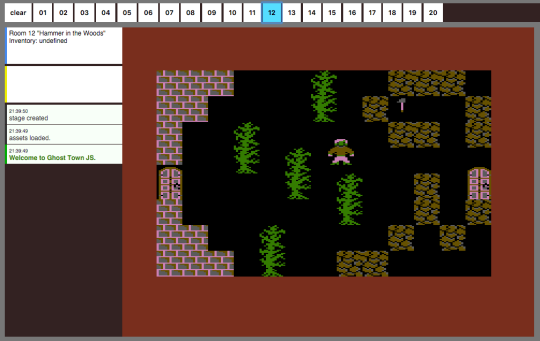 clear 01 02 03 04 05 06 07 08 09 10 11 12 13 14 15 16 17 18 19 20
Room 12 "Hammer in the Woods"
Inventory: undefined
21:39:50
stage created
21:39:49
assets loaded.
21:39:49
Welcome to Ghost Town JS.